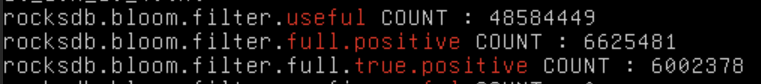 rocksdb.bloom.filter.useful COUNT : 48584449
rocksdb.bloom.filter.full.positive COUNT : 6625481
rocksdb.bloom.filter.full.true.positive COUNT : 6002378